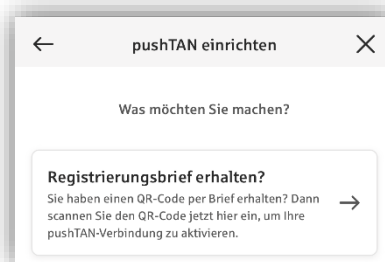 pushTAN einrichten
Was möchten Sie machen?
Registrierungsbrief erhalten?
Sie haben einen QR-Code per Brief erhalten? Dann
scannen Sie den QR-Code jetzt hier ein, um Ihre
pushTAN-Verbindung zu aktivieren.